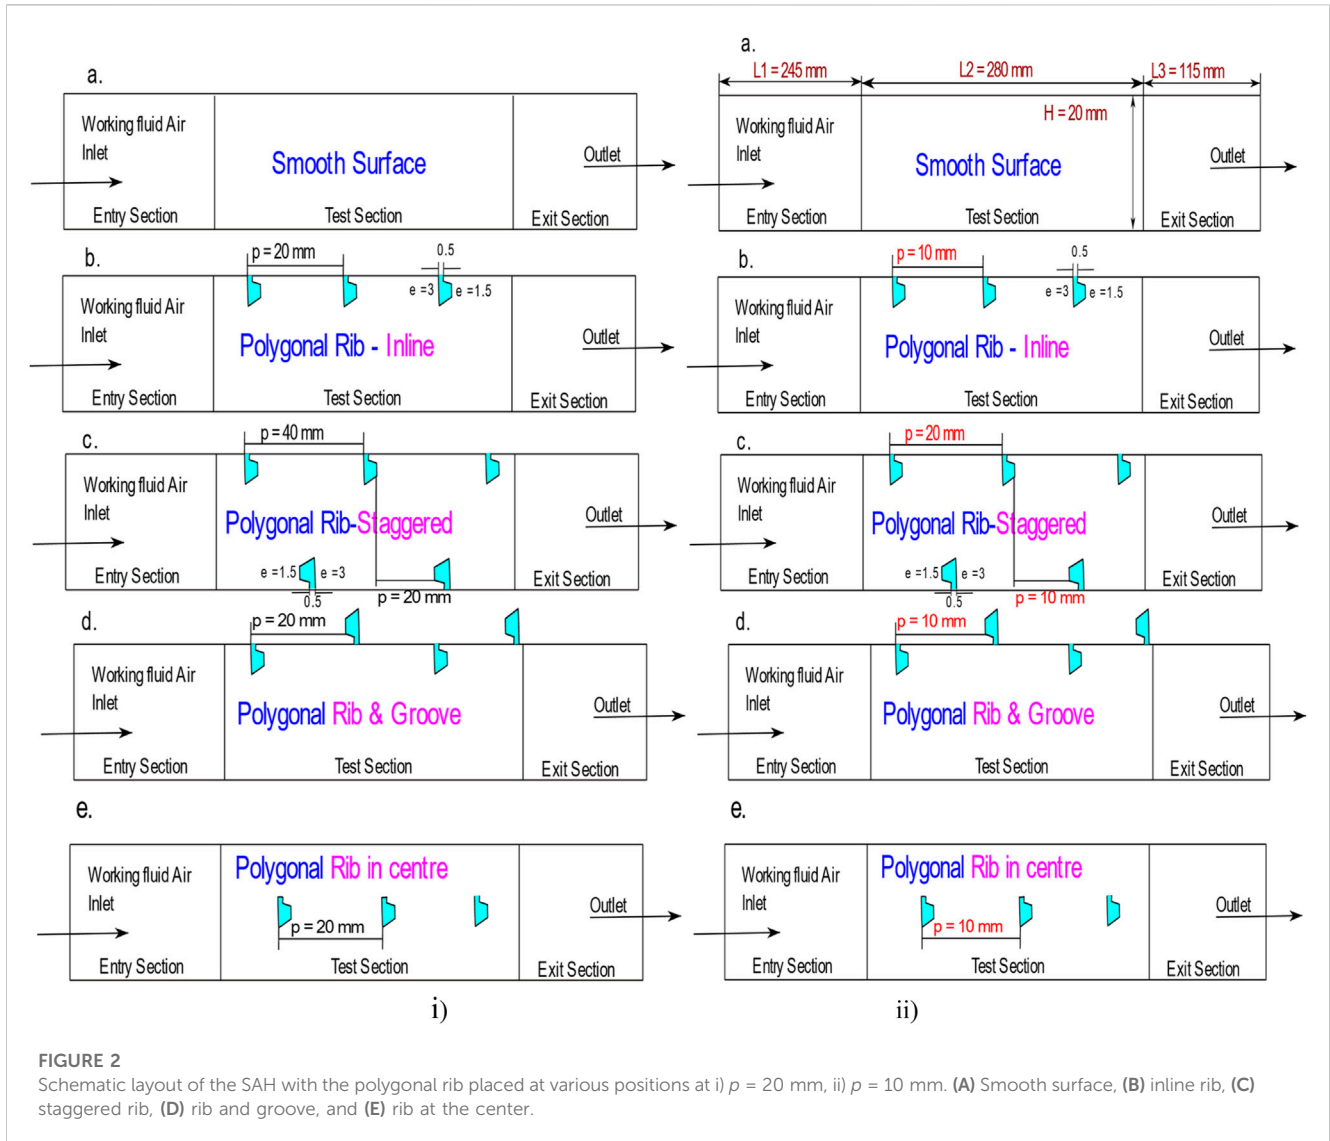 a.
Working fluid Air
Inlet
Smooth Surface
Outlet
Entry Section
Test Section
Exit Section
b.
p = 20 mm
0.5
e =3
e =1.5
Working fluid Air
Inlet
Polygonal Rib - Inline
Outlet
Entry Section
Test Section
Exit Section
c.
p = 40 mm
Working fluid Air
Inlet
Polygonal Rib-Staggered
Outlet
e =1.5
e =3
Entry Section
0.5
p = 20 mm
Exit Section
d.
p = 20 mm
Working fluid Air
Inlet
Polygonal Rib & Groove
Outlet
Entry Section
Test Section
Exit Section
e.
Polygonal Rib in centre
Working fluid Air
Inlet
Outlet
p = 20 mm
Entry Section
Test Section
Exit Section
i)
a.
L1 = 245 mm
L2 = 280 mm
L3 = 115 mm
H = 20 mm
Working fluid Air
Inlet
Smooth Surface
Outlet
Entry Section
Test Section
Exit Section
b.
p = 10 mm
0.5
e =3
e =1.5
Working fluid Air
Inlet
Polygonal Rib - Inline
Outlet
Entry Section
Test Section
Exit Section
c.
p = 20 mm
Working fluid Air
Inlet
Polygonal Rib-Staggered
Outlet
e =1.5
e =3
Entry Section
0.5
p = 10 mm
Exit Section
d.
p = 10 mm
Working fluid Air
Inlet
Polygonal Rib & Groove
Outlet
Entry Section
Test Section
Exit Section
e.
Polygonal Rib in centre
Working fluid Air
Inlet
Outlet
p = 10 mm
Entry Section
Test Section
Exit Section
ii)
FIGURE 2
Schematic layout of the SAH with the polygonal rib placed at various positions at i) p = 20 mm, ii) p = 10 mm. (A) Smooth surface, (B) inline rib, (C)
staggered rib, (D) rib and groove, and (E) rib at the center.